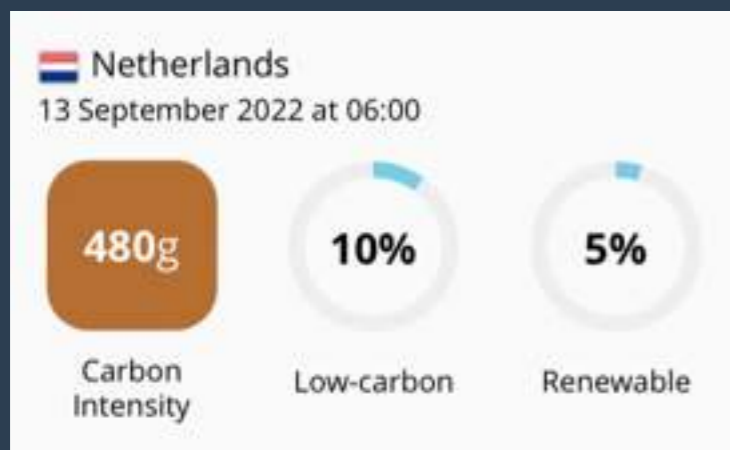 Netherlands
13 September 2022 at 06:00
480g
10%
5%
Carbon
Intensity
Low-carbon
Renewable